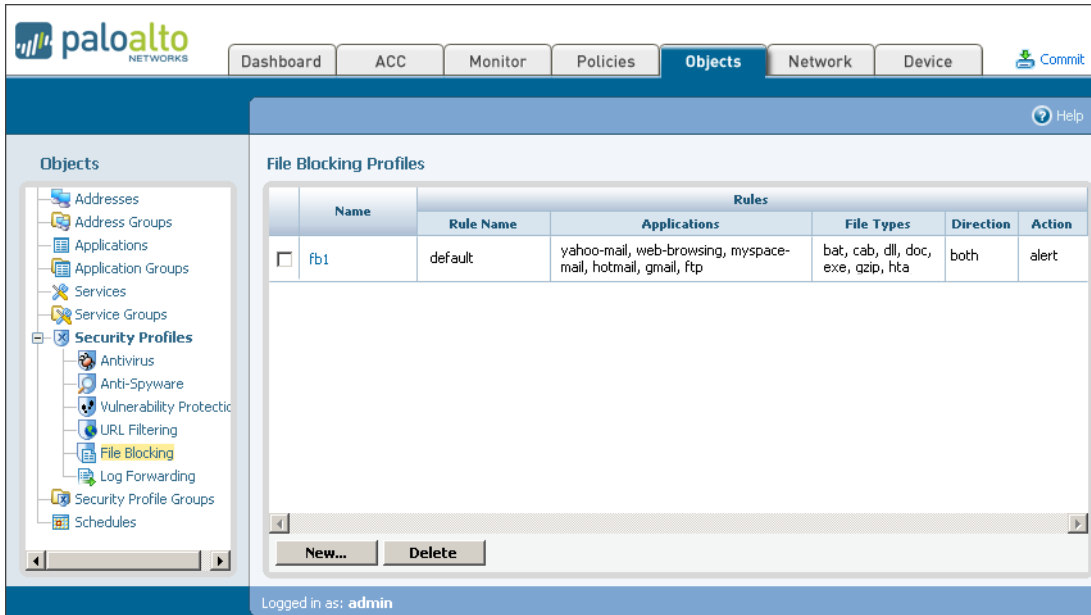 paloalto
NETWORKS
Dashboard
ACC
Monitor
Policies
Objects
Network
Device
Commit
Help
Objects
Addresses
Address Groups
Applications
Application Groups
Services
Service Groups
Security Profiles
Antivirus
Anti-Spyware
Vulnerability Protectic
URL Filtering
File Blocking
Log Forwarding
Security Profile Groups
Schedules
File Blocking Profiles
Name
Rules
Rule Name
Applications
File Types
Direction
Action
fb1
default
yahoo-mail, web-browsing, myspace-
mail, hotmail, gmail, ftp
bat, cab, dll, doc,
exe, gzip, hta
both
alert
New...
Delete
Logged in as: admin